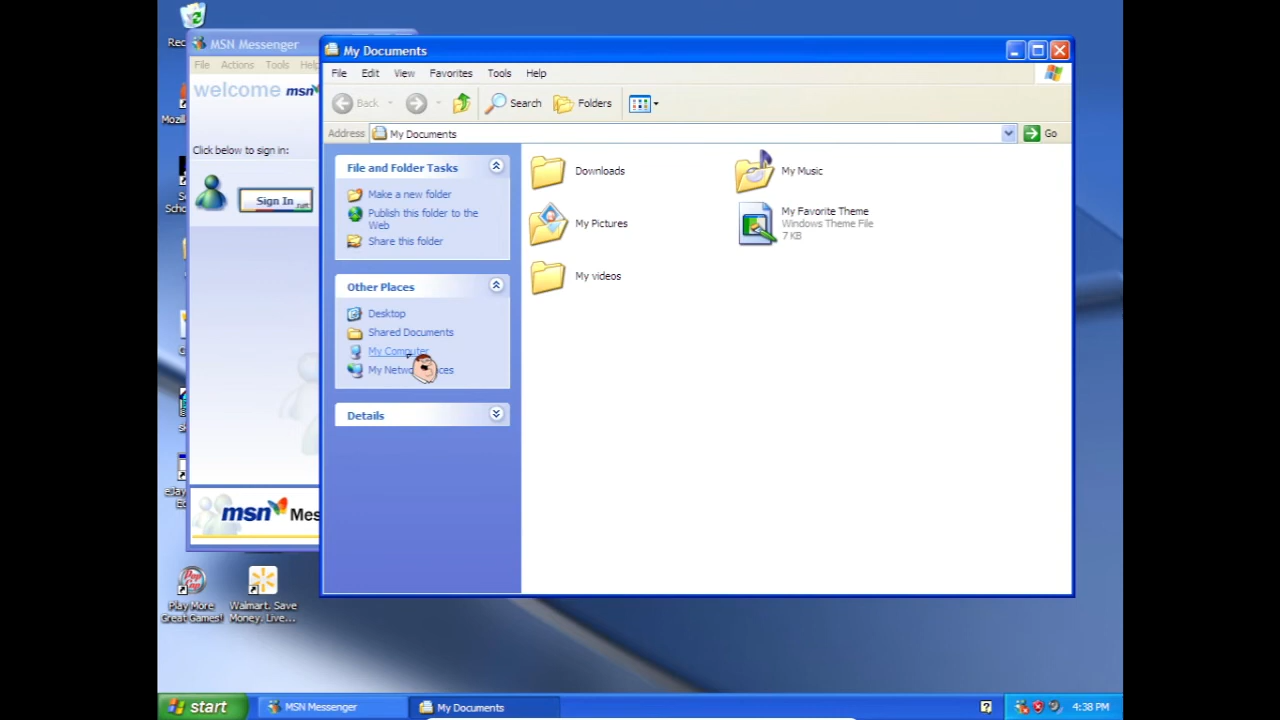 Rec
MSN Messenger
File Actions Tools Help
welcome msn
Mozil
Click below to sign in:
Sign In
My Documents
File Edit View Favorites Tools Help
Back
Search
Folders
Address
My Documents
Go
File and Folder Tasks
Make a new folder
Publish this folder to the
Web
Share this folder
Other Places
Desktop
Shared Documents
My Computer
My Netw ces
Details
Downloads
My Music
My Pictures
My Favorite Theme
Windows Theme File
7 KB
My videos
msn Mes
Play More
Great Games!
Walmart. Save
Money. Live...
start
MSN Messenger
My Documents
4:38 PM